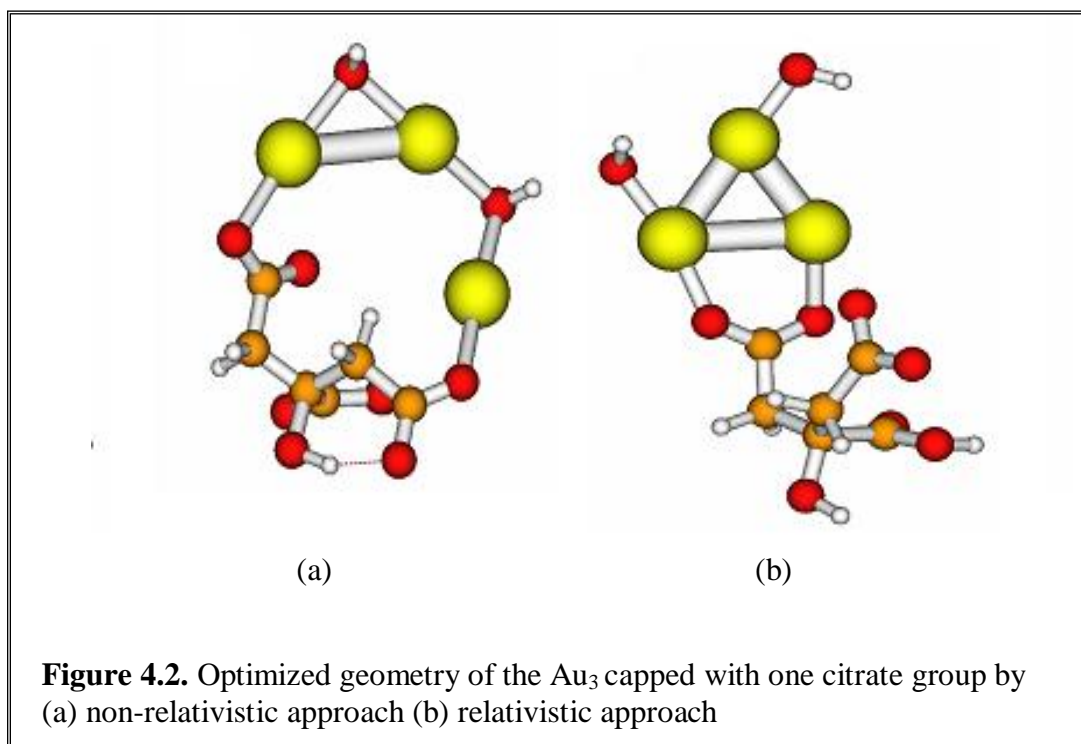 (a) (b)
Figure 4.2. Optimized geometry of the Au₃ capped with one citrate group by
(a) non-relativistic approach (b) relativistic approach